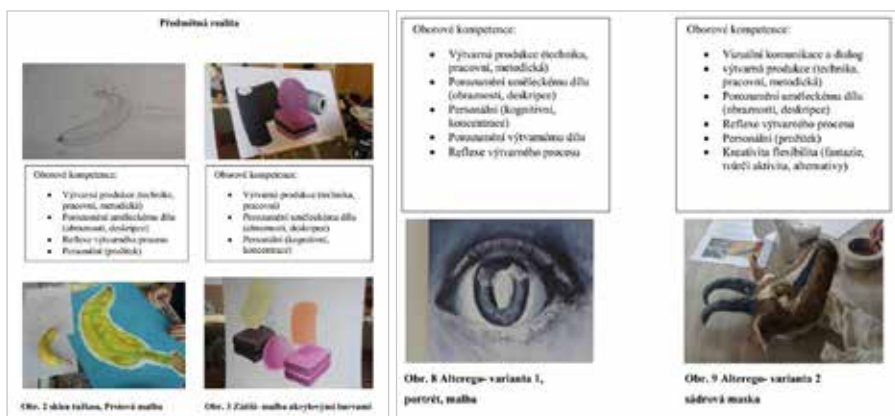 Předmětná realita
Oborové kompetence:
• Výtvarná produkce (technika,
pracovní, metodická)
• Porozumění uměleckému dílu
(obraznosti, deskripce)
• Reflexe výtvarného procesu
• Personální (prožitek)
Obr. 2 skica tužkou, Prstová malba
Oborové kompetence:
• Výtvarná produkce (technika,
pracovní)
• Porozumění uměleckému dílu
(obraznosti, deskripce)
• Personální (kognitivní,
koncentrace)
Obr. 3 Zátiší- malba akrylovými barvami
Oborové kompetence:
• Výtvarná produkce (technika,
pracovní, metodická)
• Porozumění uměleckému dílu
(obraznosti, deskripce)
• Personální (kognitivní,
koncentrace)
• Porozumění výtvarnému dílu
• Reflexe výtvarného procesu
Obr. 8 Alterego- varianta 1,
portrét, malba
Oborové kompetence:
• Vizuální komunikace a dialog
• výtvarná produkce (technika,
pracovní, metodická)
• Porozumění uměleckému dílu
(obraznosti, deskripce)
• Reflexe výtvarného procesu
• Personální (prožitek)
• Kreativita flexibilita (fantazie,
tvůrčí aktivita, alternativy)
Obr. 9 Alterego- varianta 2
sádrová maska